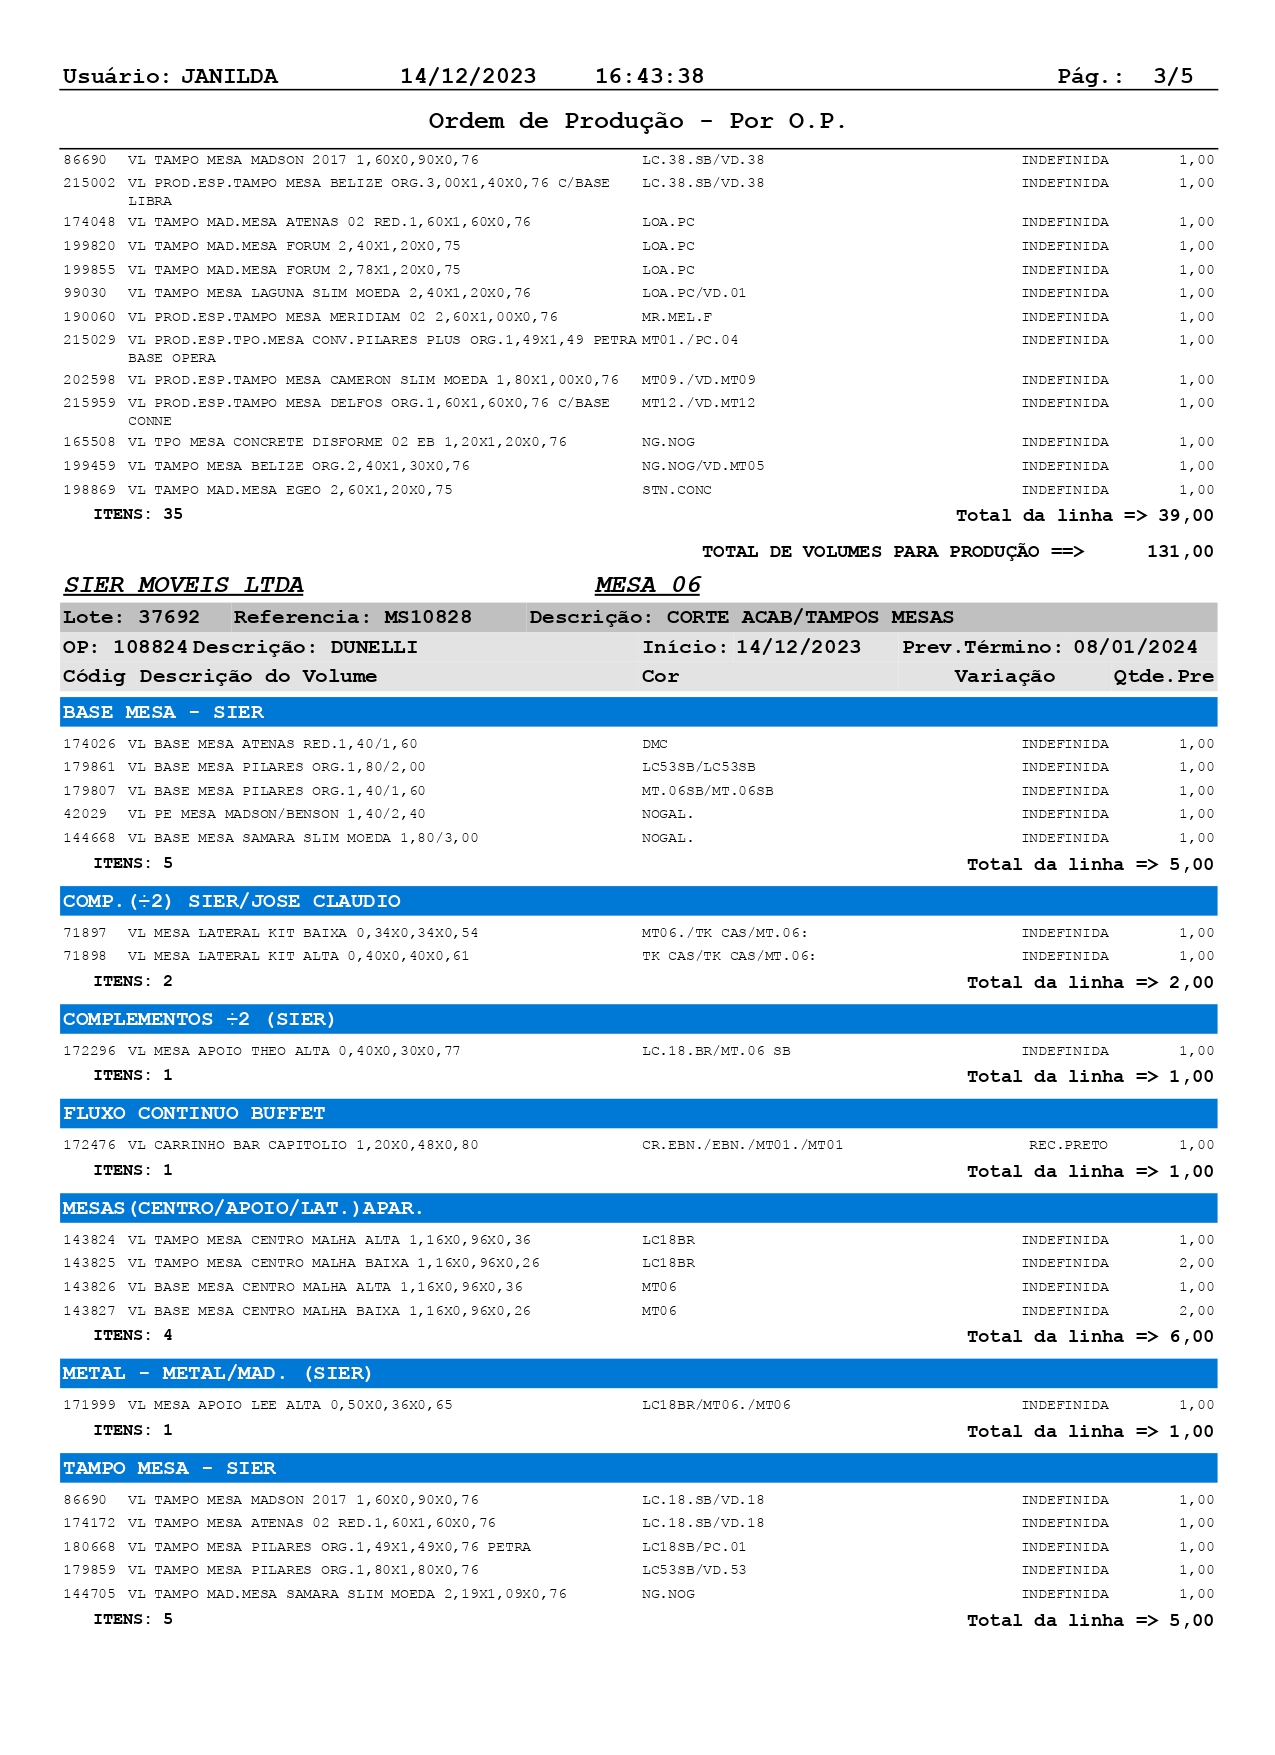 Usuário: JANILDA 14/12/2023 16:43:38 Pág.: 3/5
Ordem de Produção - Por O.P.
86690 VL TAMPO MESA MADSON 2017 1,60X0,90X0,76 LC.38.SB/VD.38 INDEFINIDA 1,00
215002 VL PROD.ESP.TAMPO MESA BELIZE ORG.3,00X1,40X0,76 C/BASE LC.38.SB/VD.38 INDEFINIDA 1,00
LIBRA
174048 VL TAMPO MAD.MESA ATENAS 02 RED.1,60X1,60X0,76 LOA.PC INDEFINIDA 1,00
199820 VL TAMPO MAD.MESA FORUM 2,40X1,20X0,75 LOA.PC INDEFINIDA 1,00
199855 VL TAMPO MAD.MESA FORUM 2,78X1,20X0,75 LOA.PC INDEFINIDA 1,00
99030 VL TAMPO MESA LAGUNA SLIM MOEDA 2,40X1,20X0,76 LOA.PC/VD.01 INDEFINIDA 1,00
190060 VL PROD.ESP.TAMPO MESA MERIDIAM 02 2,60X1,00X0,76 MR.MEL.F INDEFINIDA 1,00
215029 VL PROD.ESP.TPO.MESA CONV.PILARES PLUS ORG.1,49X1,49 PETRA MT01./PC.04 INDEFINIDA 1,00
BASE OPERA
202598 VL PROD.ESP.TAMPO MESA CAMERON SLIM MOEDA 1,80X1,00X0,76 MT09./VD.MT09 INDEFINIDA 1,00
215959 VL PROD.ESP.TAMPO MESA DELFOS ORG.1,60X1,60X0,76 C/BASE MT12./VD.MT12 INDEFINIDA 1,00
CONNE
165508 VL TPO MESA CONCRETE DISFORME 02 EB 1,20X1,20X0,76 NG.NOG INDEFINIDA 1,00
199459 VL TAMPO MESA BELIZE ORG.2,40X1,30X0,76 NG.NOG/VD.MT05 INDEFINIDA 1,00
198869 VL TAMPO MAD.MESA EGEO 2,60X1,20X0,75 STN.CONC INDEFINIDA 1,00
ITENS: 35 Total da linha => 39,00
TOTAL DE VOLUMES PARA PRODUÇÃO ==> 131,00
SIER MOVEIS LTDA MESA 06
Lote: 37692 Referencia: MS10828 Descrição: CORTE ACAB/TAMPOS MESAS
OP: 108824 Descrição: DUNELLI Início: 14/12/2023 Prev.Término: 08/01/2024
Códig Descrição do Volume Cor Variação Qtde.Pre
BASE MESA - SIER
174026 VL BASE MESA ATENAS RED.1,40/1,60 DMC INDEFINIDA 1,00
179861 VL BASE MESA PILARES ORG.1,80/2,00 LC53SB/LC53SB INDEFINIDA 1,00
179807 VL BASE MESA PILARES ORG.1,40/1,60 MT.06SB/MT.06SB INDEFINIDA 1,00
42029 VL PE MESA MADSON/BENSON 1,40/2,40 NOGAL. INDEFINIDA 1,00
144668 VL BASE MESA SAMARA SLIM MOEDA 1,80/3,00 NOGAL. INDEFINIDA 1,00
ITENS: 5 Total da linha => 5,00
COMP.(÷2) SIER/JOSE CLAUDIO
71897 VL MESA LATERAL KIT BAIXA 0,34X0,34X0,54 MT06./TK CAS/MT.06: INDEFINIDA 1,00
71898 VL MESA LATERAL KIT ALTA 0,40X0,40X0,61 TK CAS/TK CAS/MT.06: INDEFINIDA 1,00
ITENS: 2 Total da linha => 2,00
COMPLEMENTOS ÷2 (SIER)
172296 VL MESA APOIO THEO ALTA 0,40X0,30X0,77 LC.18.BR/MT.06 SB INDEFINIDA 1,00
ITENS: 1 Total da linha => 1,00
FLUXO CONTINUO BUFFET
172476 VL CARRINHO BAR CAPITOLIO 1,20X0,48X0,80 CR.EBN./EBN./MT01./MT01 REC.PRETO 1,00
ITENS: 1 Total da linha => 1,00
MESAS(CENTRO/APOIO/LAT.)APAR.
143824 VL TAMPO MESA CENTRO MALHA ALTA 1,16X0,96X0,36 LC18BR INDEFINIDA 1,00
143825 VL TAMPO MESA CENTRO MALHA BAIXA 1,16X0,96X0,26 LC18BR INDEFINIDA 2,00
143826 VL BASE MESA CENTRO MALHA ALTA 1,16X0,96X0,36 MT06 INDEFINIDA 1,00
143827 VL BASE MESA CENTRO MALHA BAIXA 1,16X0,96X0,26 MT06 INDEFINIDA 2,00
ITENS: 4 Total da linha => 6,00
METAL - METAL/MAD. (SIER)
171999 VL MESA APOIO LEE ALTA 0,50X0,36X0,65 LC18BR/MT06./MT06 INDEFINIDA 1,00
ITENS: 1 Total da linha => 1,00
TAMPO MESA - SIER
86690 VL TAMPO MESA MADSON 2017 1,60X0,90X0,76 LC.18.SB/VD.18 INDEFINIDA 1,00
174172 VL TAMPO MESA ATENAS 02 RED.1,60X1,60X0,76 LC.18.SB/VD.18 INDEFINIDA 1,00
180668 VL TAMPO MESA PILARES ORG.1,49X1,49X0,76 PETRA LC18SB/PC.01 INDEFINIDA 1,00
179859 VL TAMPO MESA PILARES ORG.1,80X1,80X0,76 LC53SB/VD.53 INDEFINIDA 1,00
144705 VL TAMPO MAD.MESA SAMARA SLIM MOEDA 2,19X1,09X0,76 NG.NOG INDEFINIDA 1,00
ITENS: 5 Total da linha => 5,00